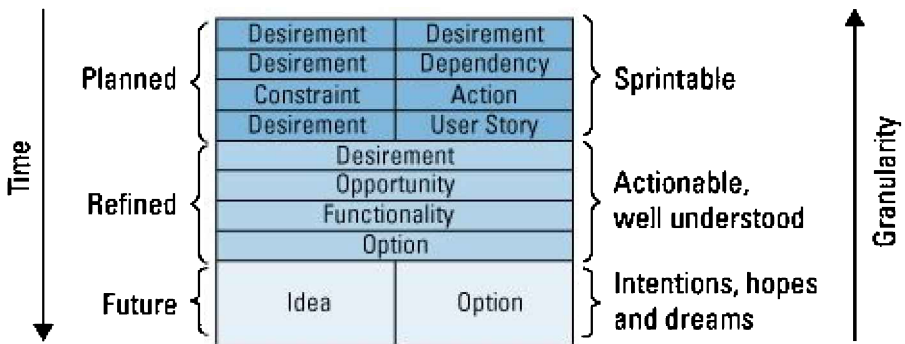 Time
Planned
Desirement Desirement
Desirement Dependency
Constraint Action
Desirement User Story
Sprintable
Refined
Desirement
Opportunity
Functionality
Option
Actionable,
well understood
Future
Idea Option
Intentions, hopes
and dreams
Granularity